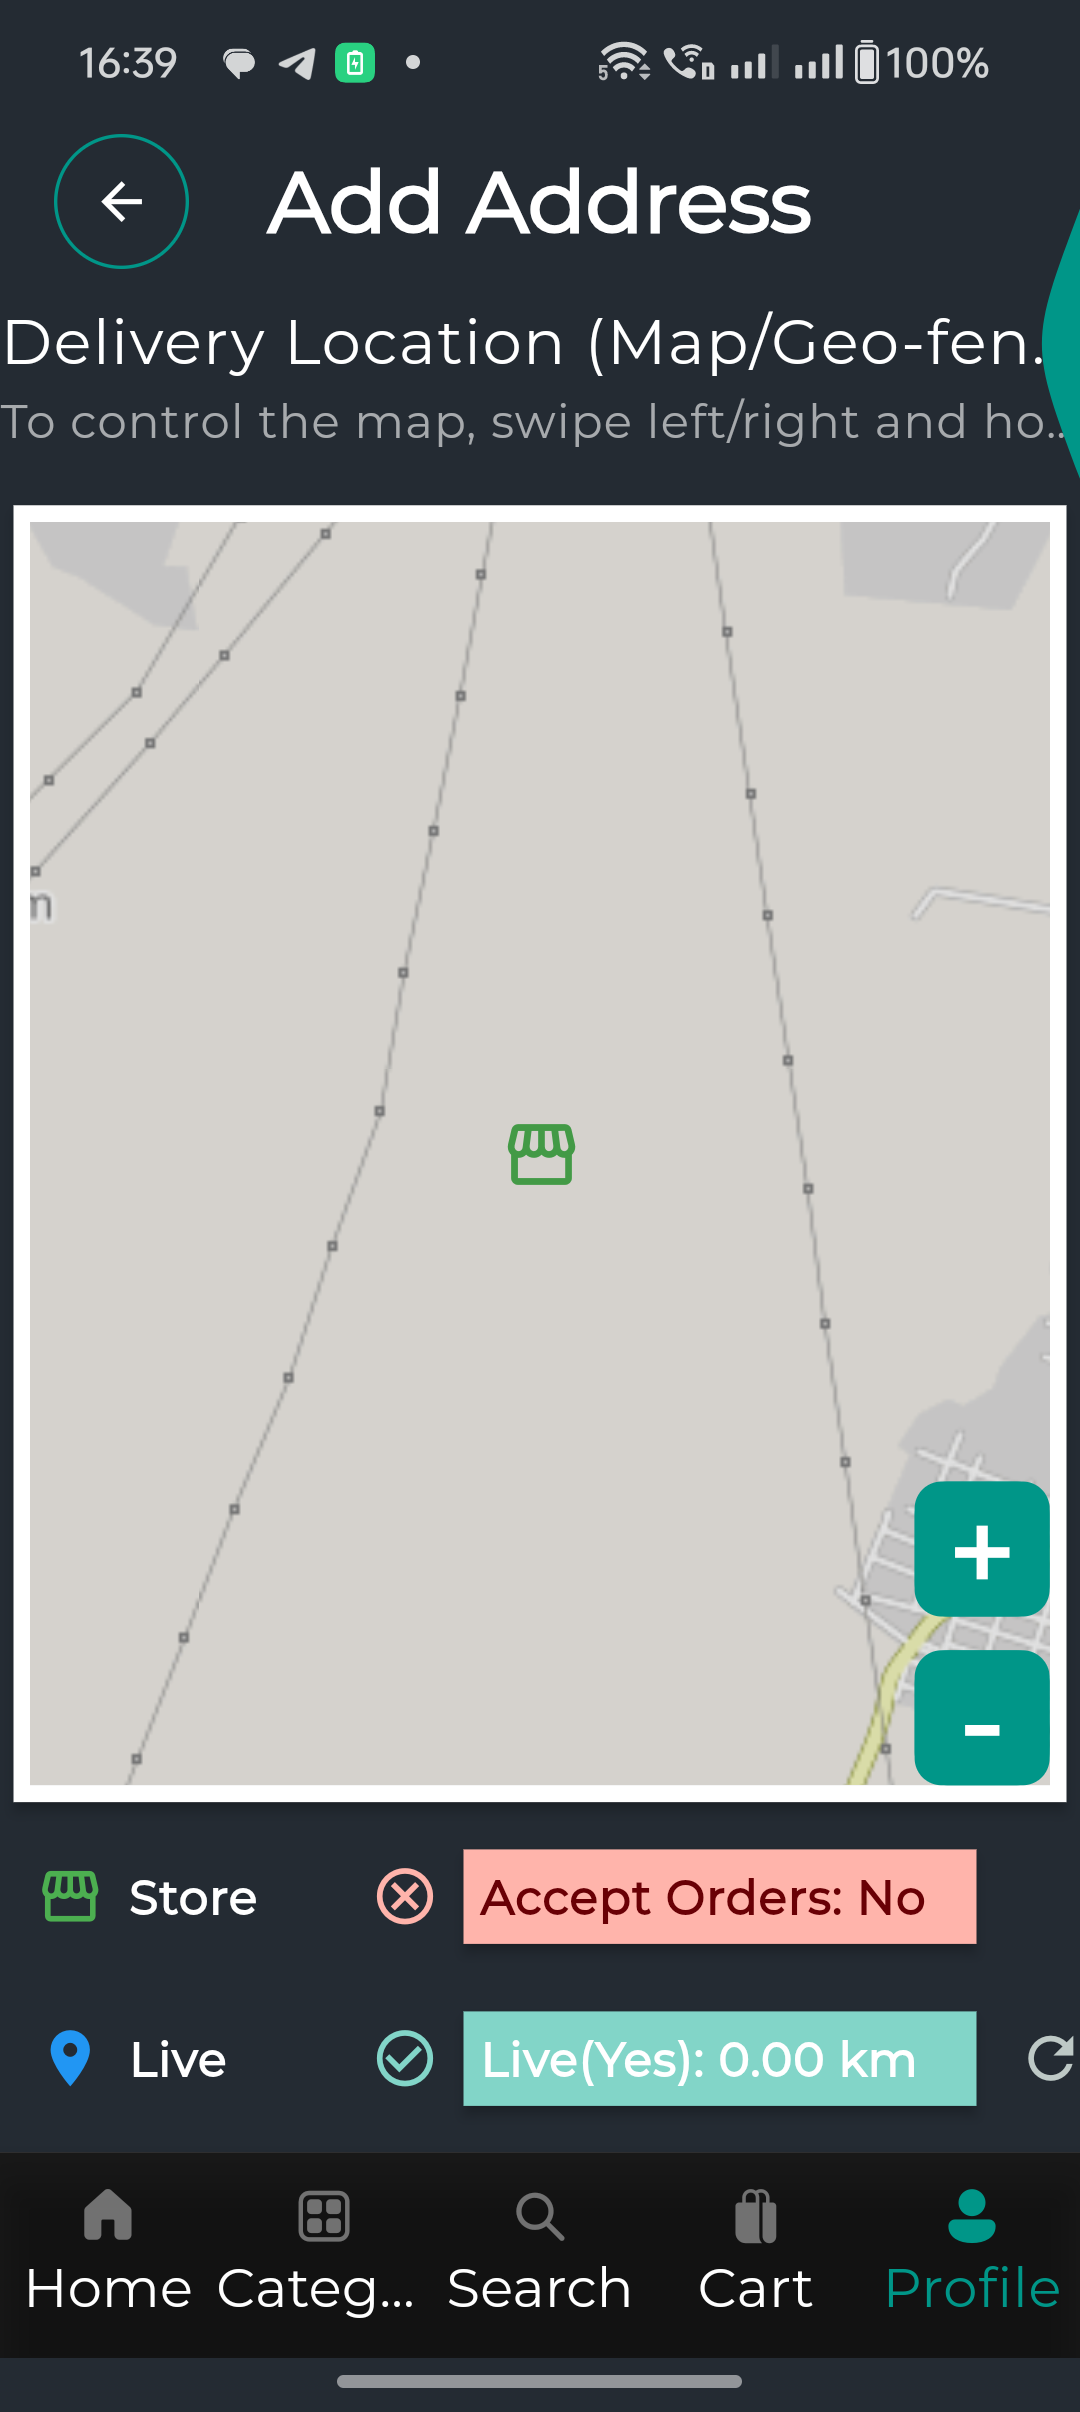 16:39
5
100%
Add Address
Delivery Location (Map/Geo-fen.
To control the map, swipe left/right and ho..
m
+
-
Store
Accept Orders: No
Live
Live(Yes): 0.00 km
Home
Categ...
Search
Cart
Profile